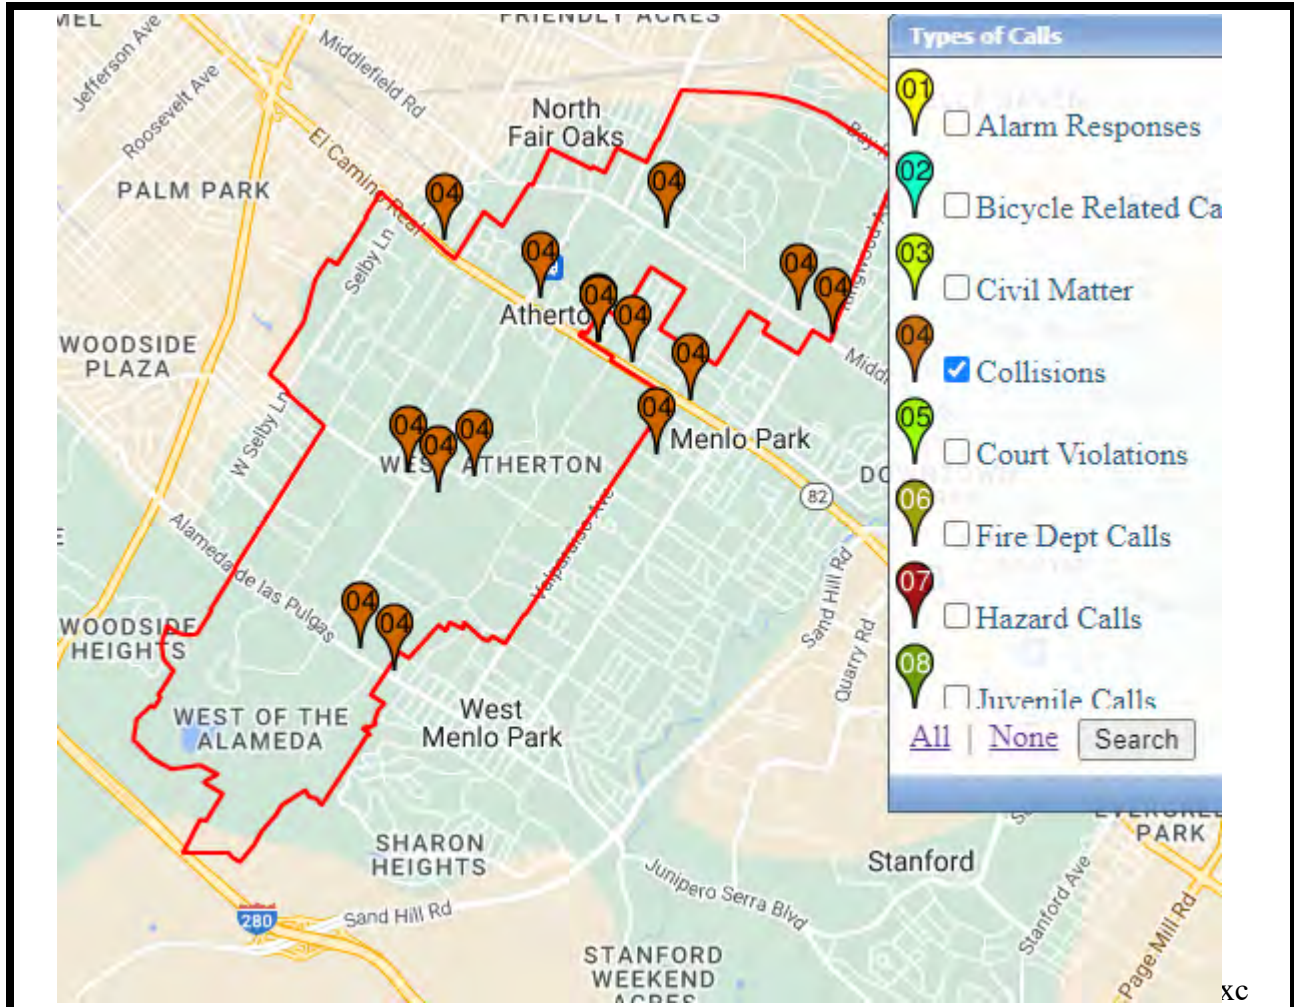 MEL
FRIENDLY ACRES
Jefferson Ave
Middlefield Rd
Roosevelt Ave
North
Fair Oaks
El Camino Real
PALM PARK
Selby Ln
04
04
04
04
04
04
04
04
04
Atherto
WOODSIDE
PLAZA
W Selby Ln
04
04
04
WEST ATHERTON
Menlo Park
82
Valparaiso Ave
Alameda de las Pulgas
04
04
WOODSIDE
HEIGHTS
Sand Hill Rd
Quarry Rd
WEST OF THE
ALAMEDA
West
Menlo Park
SHARON
HEIGHTS
Stanford
280
Sand Hill Rd
Junipero Serra Blvd
Stanford Ave
Page Mill Rd
STANFORD
WEEKEND
ACRES
EVERGREE
PARK
Types of Calls
01 Alarm Responses
02 Bicycle Related Ca
03 Civil Matter
04 Collisions
05 Court Violations
06 Fire Dept Calls
07 Hazard Calls
08 Juvenile Calls
All | None Search
xc